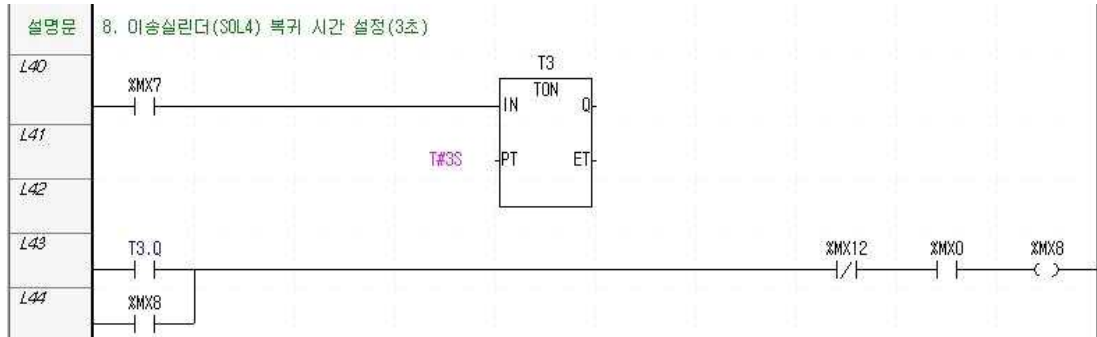 설명문 8. 이송실린더(SOL4) 복귀 시간 설정(3초)
L40
T3
%MX7
TON
IN Q
L41
T#3S PT ET
L42
L43
T3.Q %MX12 %MX0 %MX8
L44
%MX8